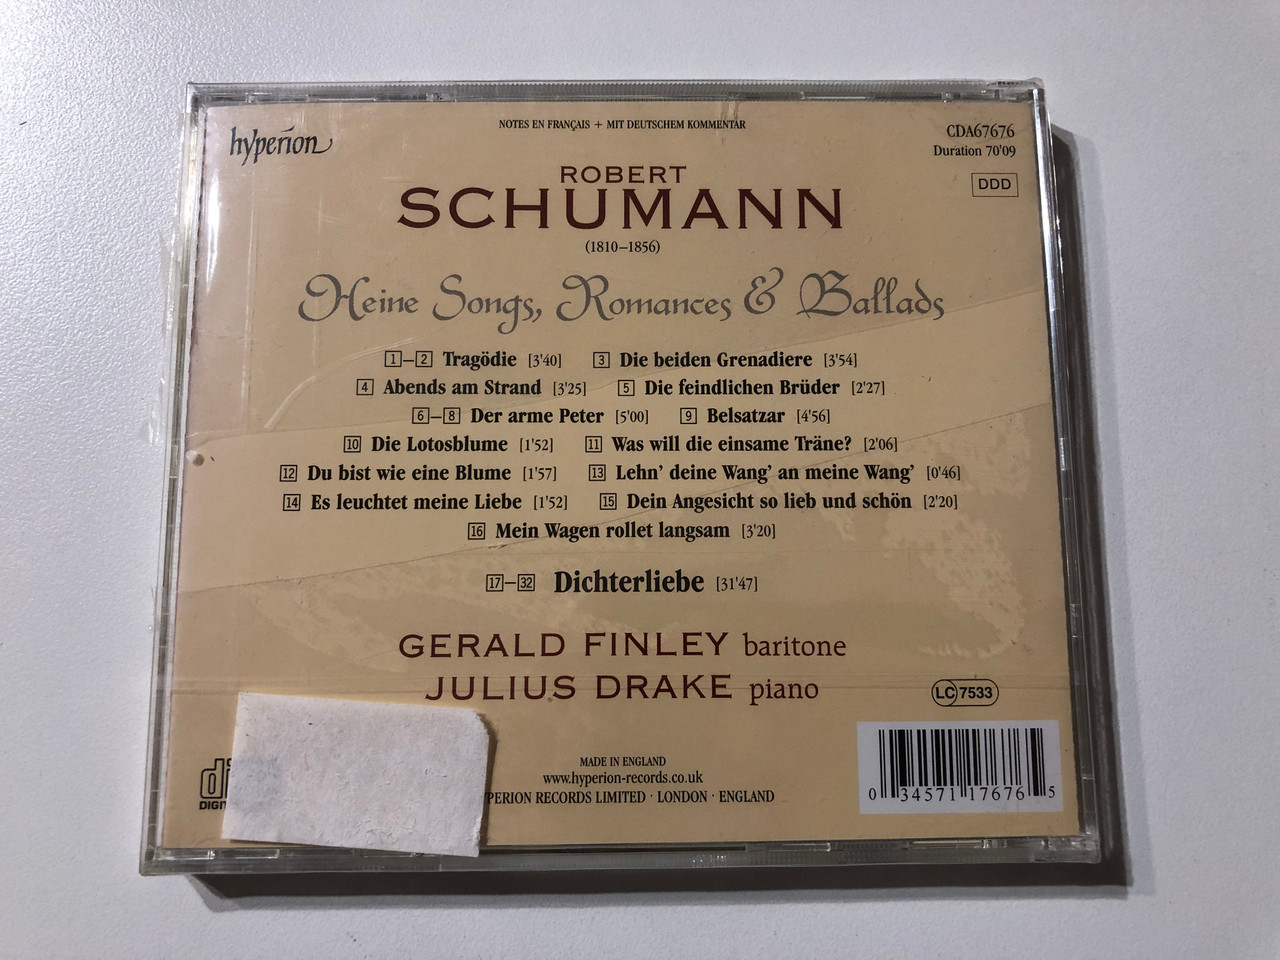 hyperion
NOTES EN FRANÇAIS + MIT DEUTSCHEM KOMMENTAR
CDA67676
Duration 70'09
DDD
ROBERT
SCHUMANN
(1810–1856)
Heine Songs, Romances & Ballads
1–2 Tragödie [3'40] 3 Die beiden Grenadiere [3'54]
4 Abends am Strand [3'25] 5 Die feindlichen Brüder [2'27]
6–8 Der arme Peter [5'00] 9 Belsatzar [4'56]
10 Die Lotosblume [1'52] 11 Was will die einsame Träne? [2'06]
12 Du bist wie eine Blume [1'57] 13 Lehn' deine Wang' an meine Wang' [0'46]
14 Es leuchtet meine Liebe [1'52] 15 Dein Angesicht so lieb und schön [2'20]
16 Mein Wagen rollet langsam [3'20]
17–32 Dichterliebe [31'47]
GERALD FINLEY baritone
JULIUS DRAKE piano
LC 7533
MADE IN ENGLAND
www.hyperion-records.co.uk
RECORDS LIMITED · LONDON · ENGLAND
0 34571 17676 5